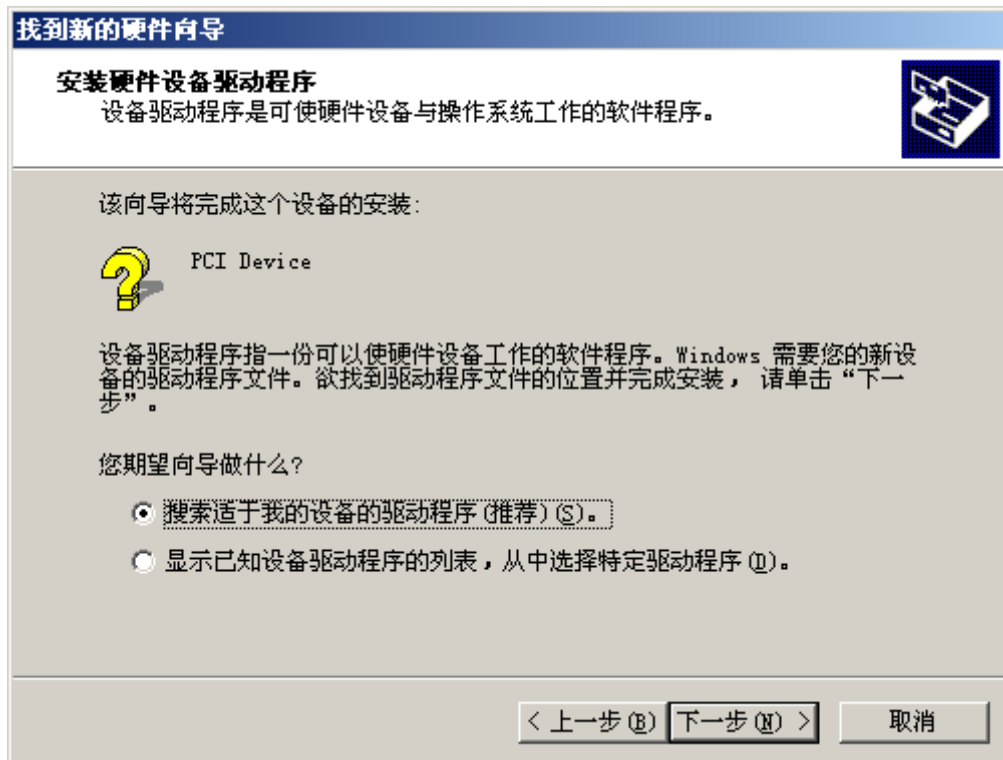 找到新的硬件向导
安装硬件设备驱动程序
设备驱动程序是可使硬件设备与操作系统工作的软件程序。
该向导将完成这个设备的安装:
PCI Device
设备驱动程序指一份可以使硬件设备工作的软件程序。Windows 需要您的新设
备的驱动程序文件。欲找到驱动程序文件的位置并完成安装， 请单击“下一
步”。
您期望向导做什么?
搜索适于我的设备的驱动程序(推荐)(S)。
显示已知设备驱动程序的列表，从中选择特定驱动程序(D)。
< 上一步(B) 下一步(N) > 取消